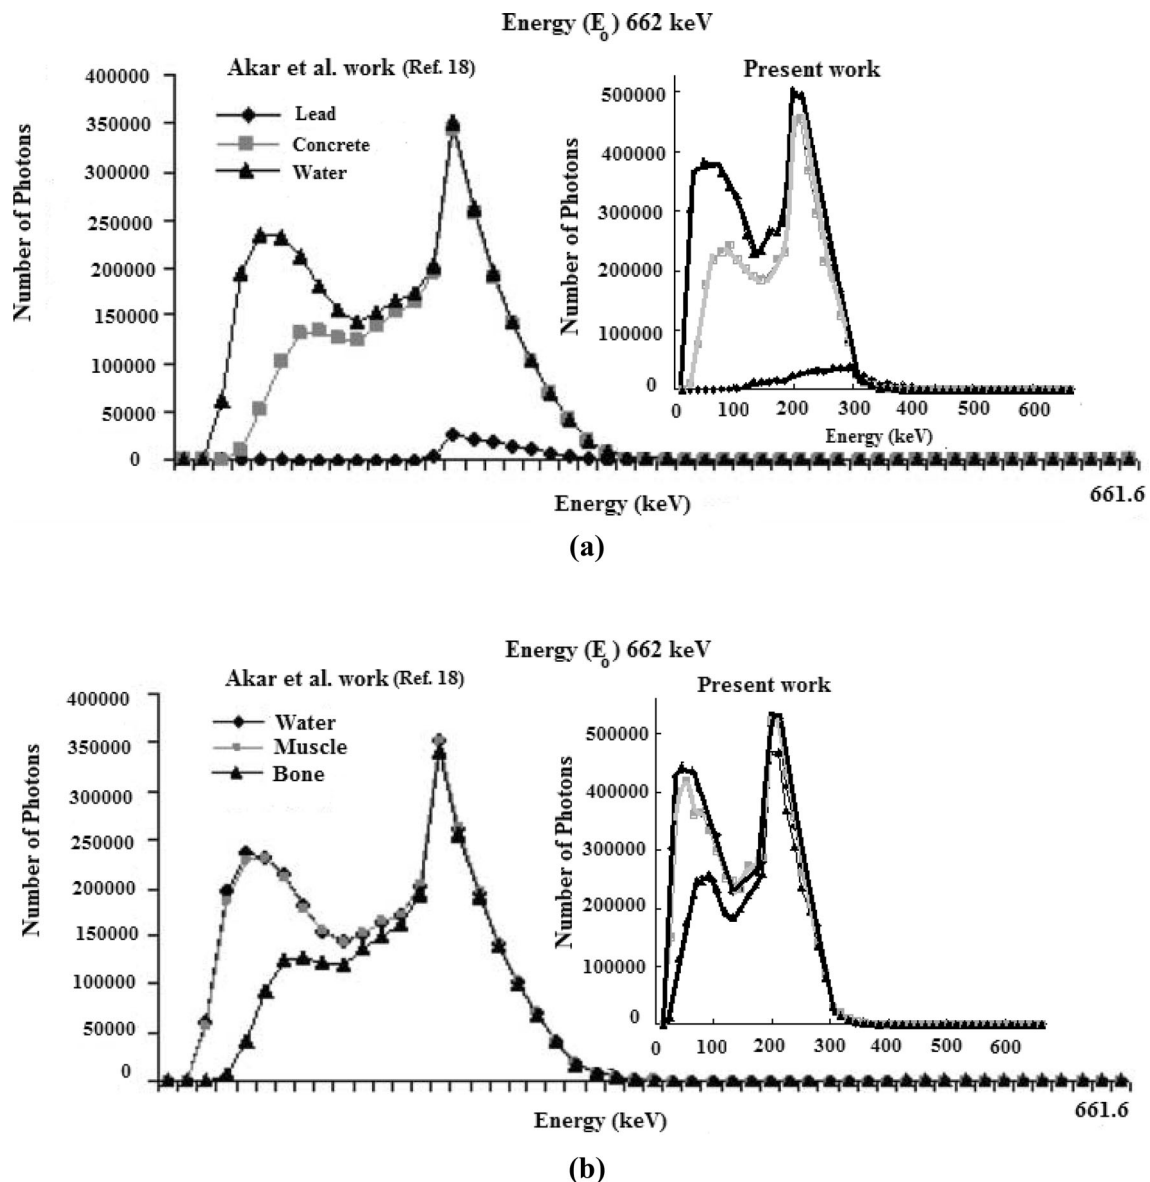 Energy (Eo) 662 keV
Akar et al. work (Ref. 18)
Lead
Concrete
Water
Number of Photons
400000
350000
300000
250000
200000
150000
100000
50000
0
Energy (keV)
661.6
Present work
Number of Photons
500000
400000
300000
200000
100000
0
0 100 200 300 400 500 600
Energy (keV)
(a)
Energy (Eo) 662 keV
Akar et al. work (Ref. 18)
Water
Muscle
Bone
Number of Photons
400000
350000
300000
250000
200000
150000
100000
50000
0
Energy (keV)
661.6
Present work
Number of Photons
500000
400000
300000
200000
100000
0
0 100 200 300 400 500 600
(b)